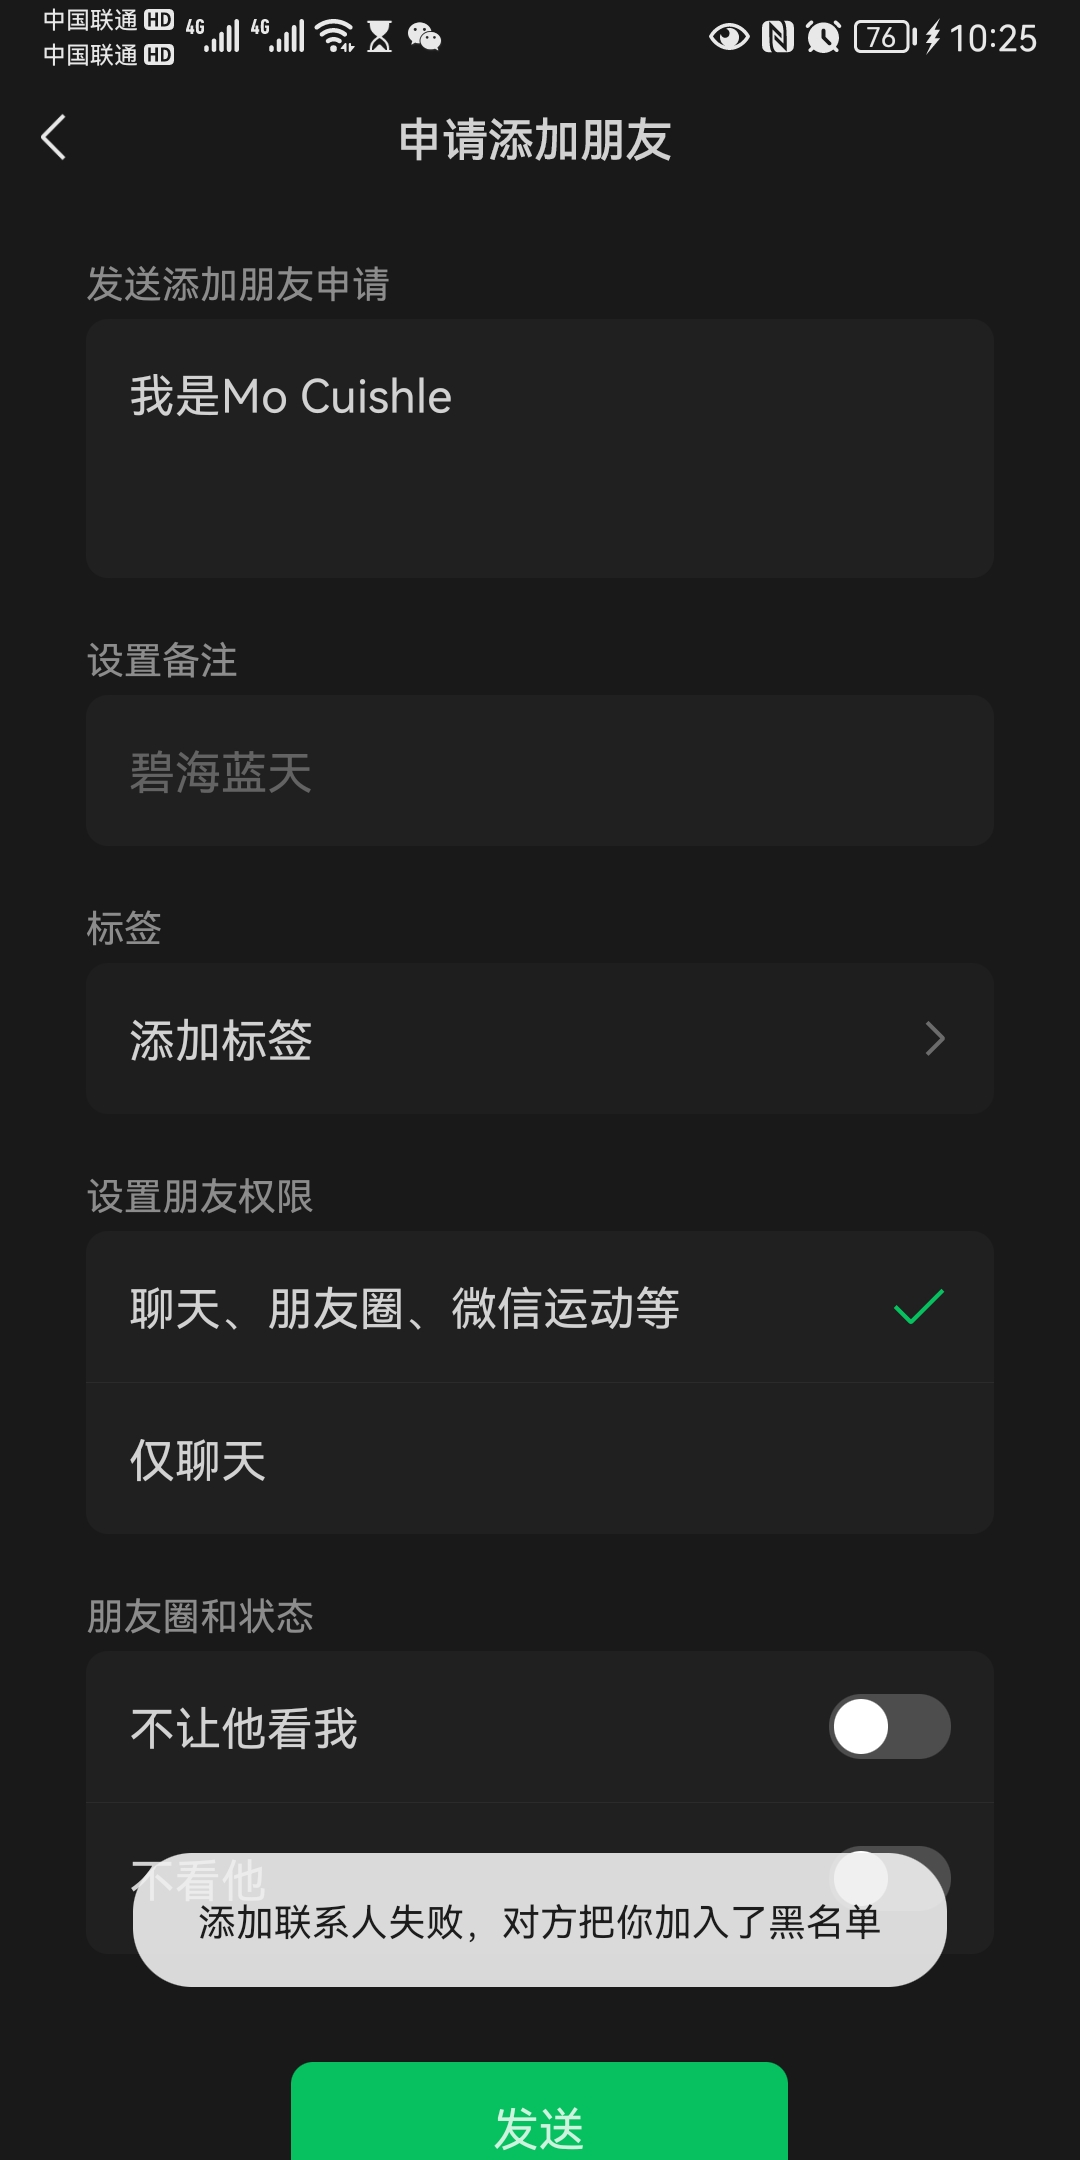 中国联通 HD 4G 4G 76 10:25
中国联通 HD
申请添加朋友
发送添加朋友申请
我是Mo Cuishle
设置备注
碧海蓝天
标签
添加标签
设置朋友权限
聊天、朋友圈、微信运动等
仅聊天
朋友圈和状态
不让他看我
不看他
添加联系人失败，对方把你加入了黑名单
发送